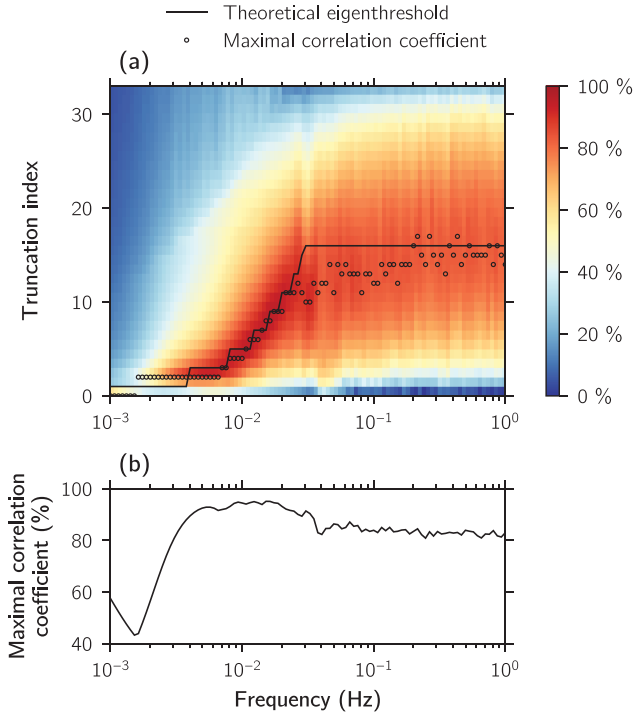 Theoretical eigenthreshold
Maximal correlation coefficient
(a)
Truncation index
30
20
10
0
10⁻³
10⁻²
10⁻¹
10⁰
100 %
80 %
60 %
40 %
20 %
0 %
(b)
Maximal correlation
coefficient (%)
100
80
60
40
10⁻³
10⁻²
10⁻¹
10⁰
Frequency (Hz)